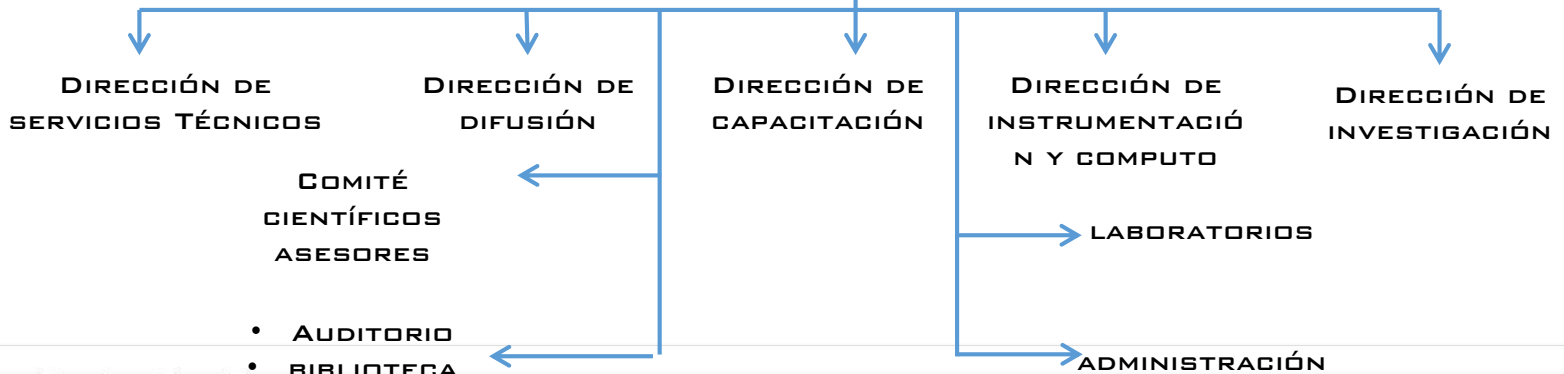 Dirección de
servicios Técnicos
Dirección de
difusión
Dirección de
capacitación
Dirección de
instrumentació
n y computo
Dirección de
investigación
Comité
científicos
asesores
laboratorios
• Auditorio
• biblioteca
administración